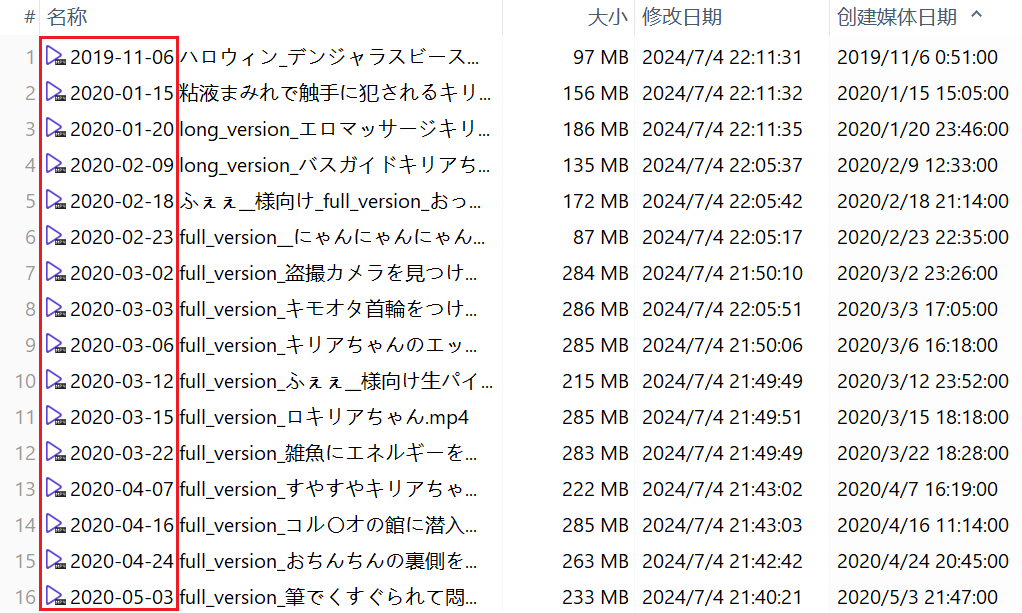 # 名称 大小 修改日期 创建媒体日期
1 2019-11-06 ハロウィン_デンジャラスビース... 97 MB 2024/7/4 22:11:31 2019/11/6 0:51:00
2 2020-01-15 粘液まみれで触手に犯されるキリ... 156 MB 2024/7/4 22:11:32 2020/1/15 15:05:00
3 2020-01-20 long_version_エロマッサージキリ... 186 MB 2024/7/4 22:11:35 2020/1/20 23:46:00
4 2020-02-09 long_version_バスガイドキリアち... 135 MB 2024/7/4 22:05:37 2020/2/9 12:33:00
5 2020-02-18 ふぇぇ__様向け_full_version_おっ... 172 MB 2024/7/4 22:05:42 2020/2/18 21:14:00
6 2020-02-23 full_version__にゃんにゃんにゃん... 87 MB 2024/7/4 22:05:17 2020/2/23 22:35:00
7 2020-03-02 full_version_盗撮カメラを見つけ... 284 MB 2024/7/4 21:50:10 2020/3/2 23:26:00
8 2020-03-03 full_version_キモオタ首輪をつけ... 286 MB 2024/7/4 22:05:51 2020/3/3 17:05:00
9 2020-03-06 full_version_キリアちゃんのエッ... 285 MB 2024/7/4 21:50:06 2020/3/6 16:18:00
10 2020-03-12 full_version_ふぇぇ__様向け生パイ... 215 MB 2024/7/4 21:49:49 2020/3/12 23:52:00
11 2020-03-15 full_version_ロキリアちゃん.mp4 285 MB 2024/7/4 21:49:51 2020/3/15 18:18:00
12 2020-03-22 full_version_雑魚にエネルギーを... 283 MB 2024/7/4 21:49:49 2020/3/22 18:28:00
13 2020-04-07 full_version_すやすやキリアちゃ... 222 MB 2024/7/4 21:43:02 2020/4/7 16:19:00
14 2020-04-16 full_version_コル〇オの館に潜入... 285 MB 2024/7/4 21:43:03 2020/4/16 11:14:00
15 2020-04-24 full_version_おちんちんの裏側を... 263 MB 2024/7/4 21:42:42 2020/4/24 20:45:00
16 2020-05-03 full_version_筆でくすぐられて悶... 233 MB 2024/7/4 21:40:21 2020/5/3 21:47:00